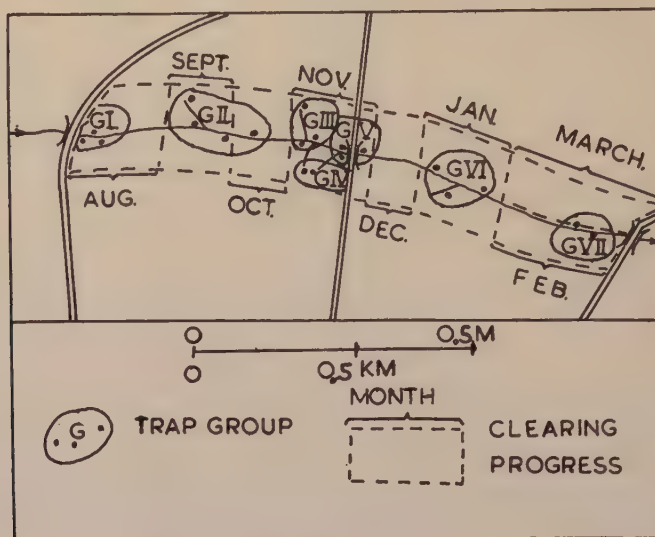 SEPT.
NOV.
JAN.
MARCH.
GI
GII
GIII
GV
GIV
GVI
GVII
AUG.
OCT.
DEC.
FEB.
O 0,5 M
O 0,5 KM
MONTH
G TRAP GROUP
CLEARING
PROGRESS